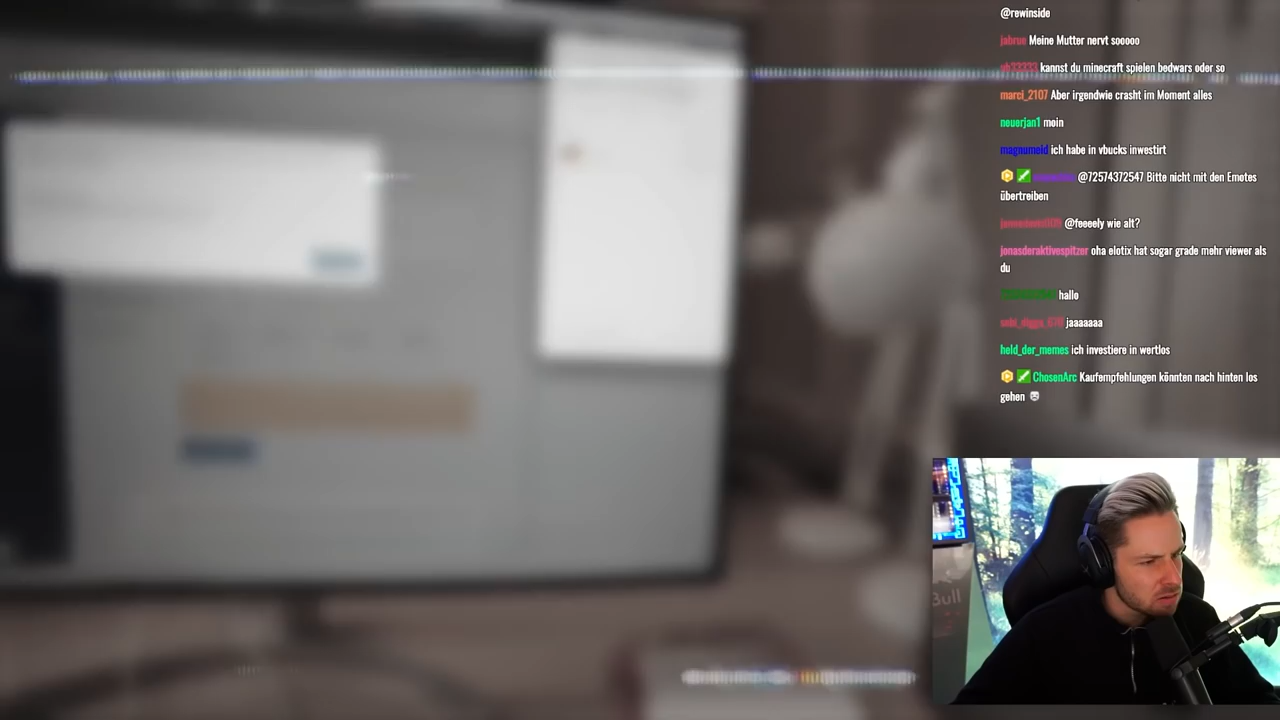 @rewinside
jabrue Meine Mutter nervt sooooo
kannst du minecraft spielen bedwars oder so
marci_2107 Aber irgendwie crasht im Moment alles
neuerjan1 moin
magnumeid ich habe in vbucks inwestirt
@72574372547 Bitte nicht mit den Emotes
übertreiben
@feeeely wie alt?
jonasderaktivespitzer oha elotix hat sogar grade mehr viewer als
du
hallo
jaaaaaaa
held_der_memes ich investiere in wertlos
ChosenArc Kaufempfehlungen könnten nach hinten los
gehen
Bull